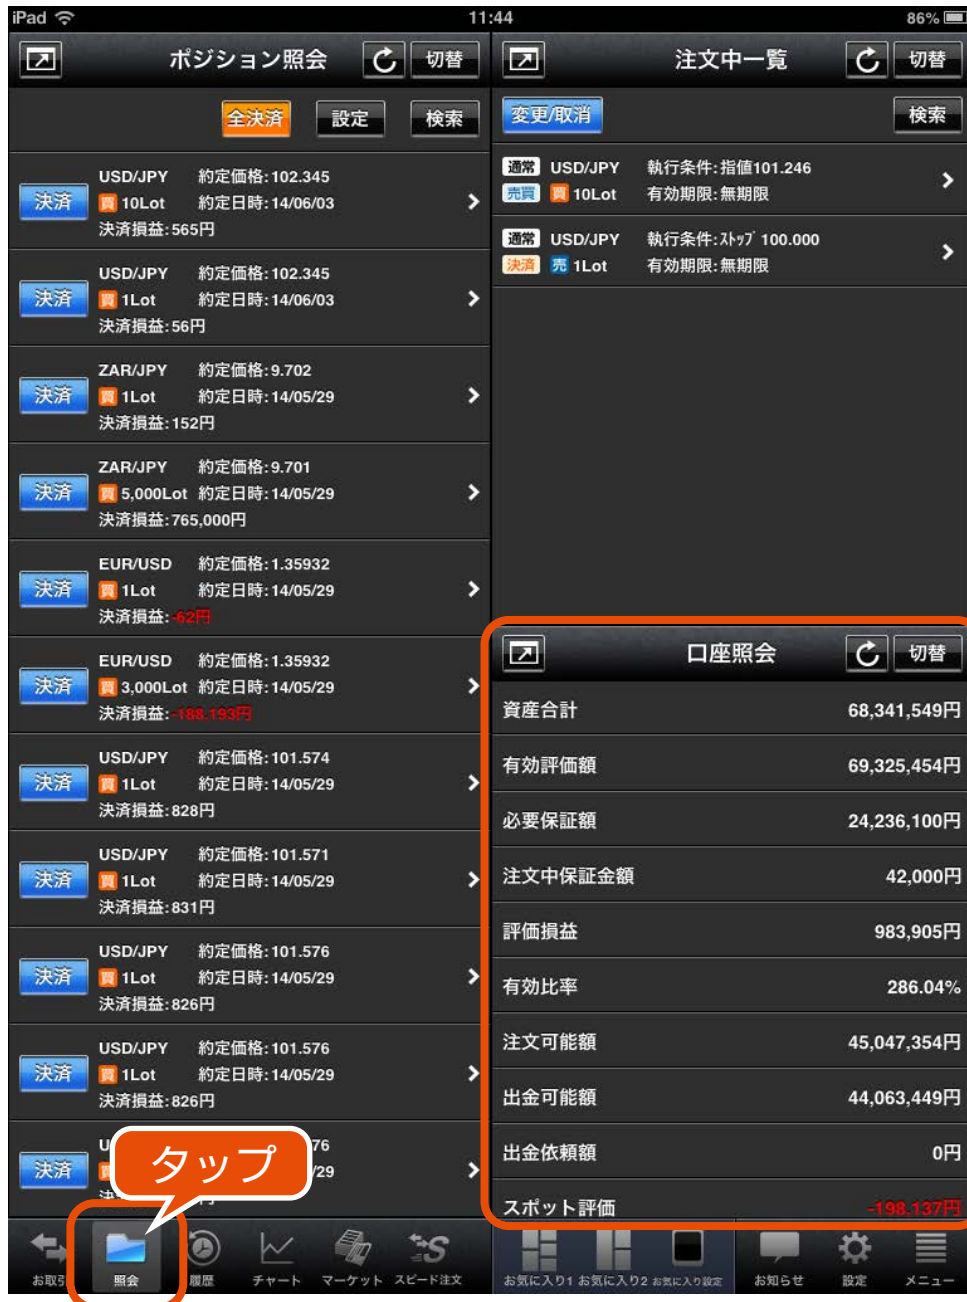 iPad 11:44 86%
ポジション照会 切替
全決済 設定 検索
決済
USD/JPY 約定価格:102.345
買 10Lot 約定日時:14/06/03
決済損益:565円
決済
USD/JPY 約定価格:102.345
買 1Lot 約定日時:14/06/03
決済損益:56円
決済
ZAR/JPY 約定価格:9.702
買 1Lot 約定日時:14/05/29
決済損益:152円
決済
ZAR/JPY 約定価格:9.701
買 5,000Lot 約定日時:14/05/29
決済損益:765,000円
決済
EUR/USD 約定価格:1.35932
買 1Lot 約定日時:14/05/29
決済損益:-62円
決済
EUR/USD 約定価格:1.35932
買 3,000Lot 約定日時:14/05/29
決済損益:-188,193円
決済
USD/JPY 約定価格:101.574
買 1Lot 約定日時:14/05/29
決済損益:828円
決済
USD/JPY 約定価格:101.571
買 1Lot 約定日時:14/05/29
決済損益:831円
決済
USD/JPY 約定価格:101.576
買 1Lot 約定日時:14/05/29
決済損益:826円
決済
USD/JPY 約定価格:101.576
買 1Lot 約定日時:14/05/29
決済損益:826円
決済
タップ
注文中一覧 切替
変更/取消 検索
通常 USD/JPY 執行条件:指値101.246
売買 買 10Lot 有効期限:無期限
通常 USD/JPY 執行条件:ｽﾄｯﾌﾟ 100.000
決済 売 1Lot 有効期限:無期限
口座照会 切替
資産合計 68,341,549円
有効評価額 69,325,454円
必要保証額 24,236,100円
注文中保証金額 42,000円
評価損益 983,905円
有効比率 286.04%
注文可能額 45,047,354円
出金可能額 44,063,449円
出金依頼額 0円
スポット評価 -198,137円
お取引 照会 履歴 チャート マーケット スピード注文 お気に入り1 お気に入り2 お気に入り設定 お知らせ 設定 メニュー